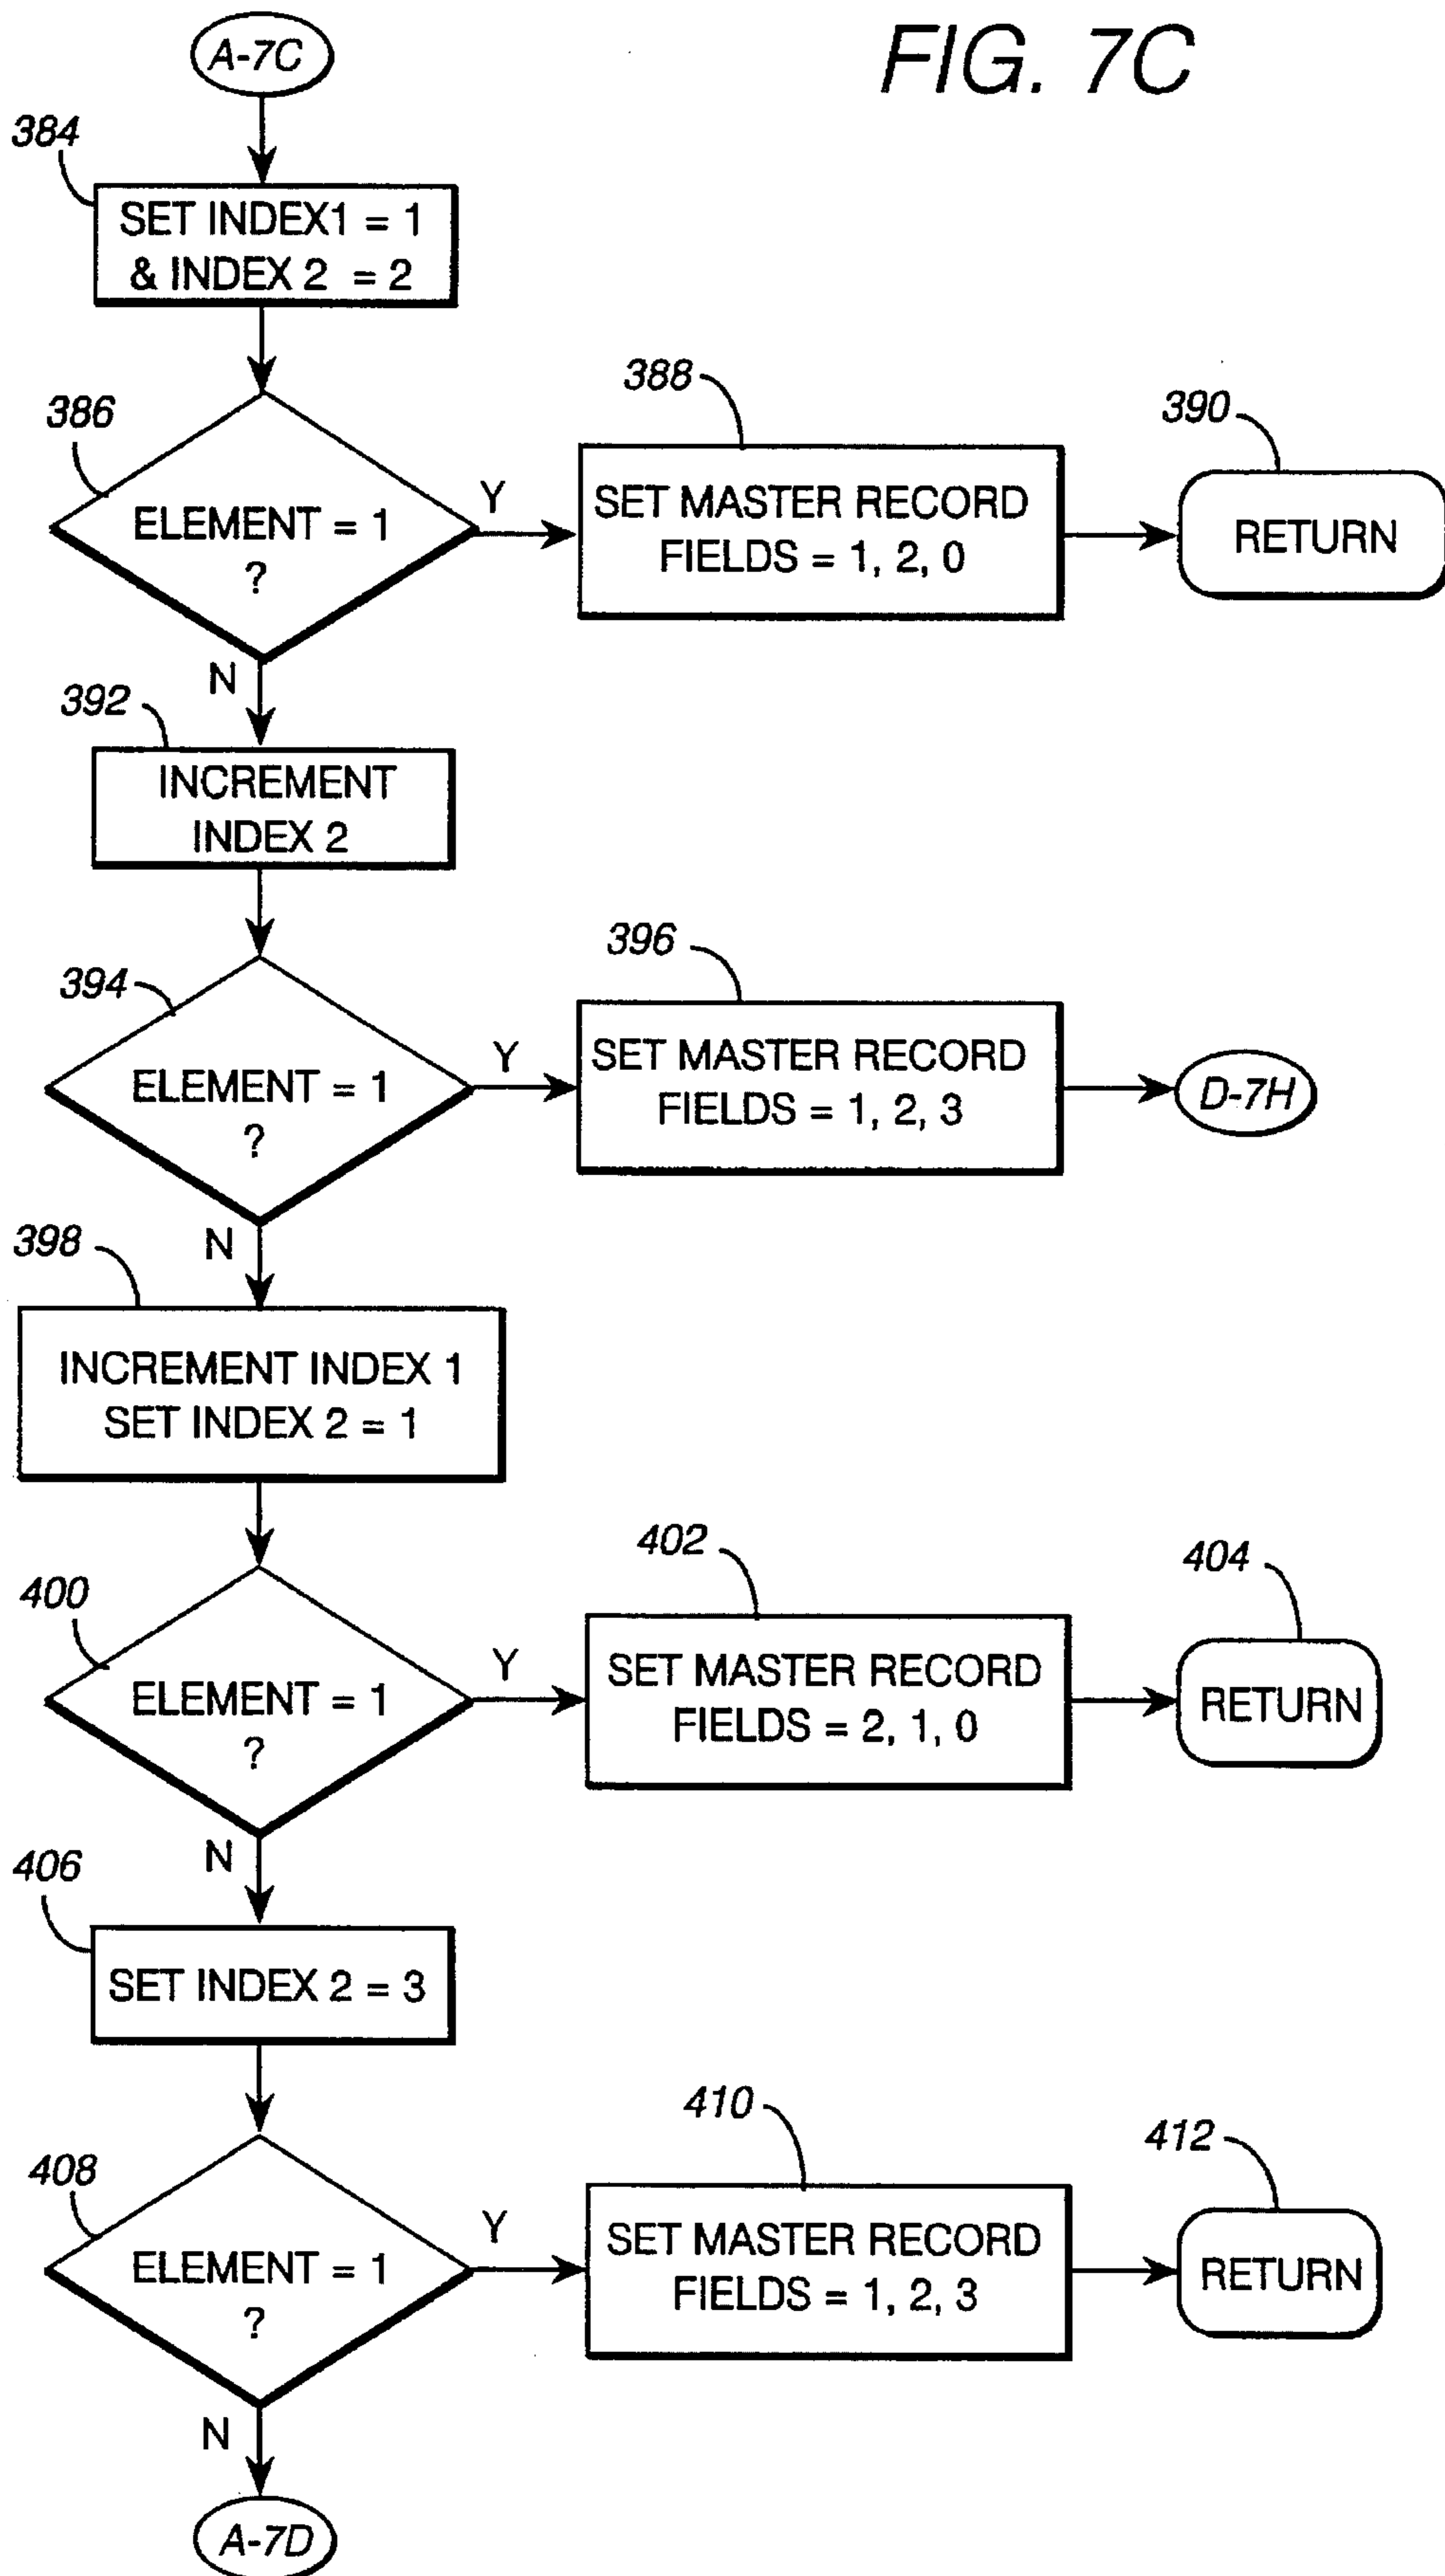 FIG. 7C
A-7C
384
SET INDEX1 = 1
& INDEX 2 = 2
386
ELEMENT = 1
?
Y
388
SET MASTER RECORD
FIELDS = 1, 2, 0
390
RETURN
N
392
INCREMENT
INDEX 2
394
ELEMENT = 1
?
Y
396
SET MASTER RECORD
FIELDS = 1, 2, 3
D-7H
N
398
INCREMENT INDEX 1
SET INDEX 2 = 1
400
ELEMENT = 1
?
Y
402
SET MASTER RECORD
FIELDS = 2, 1, 0
404
RETURN
N
406
SET INDEX 2 = 3
408
ELEMENT = 1
?
Y
410
SET MASTER RECORD
FIELDS = 1, 2, 3
412
RETURN
N
A-7D